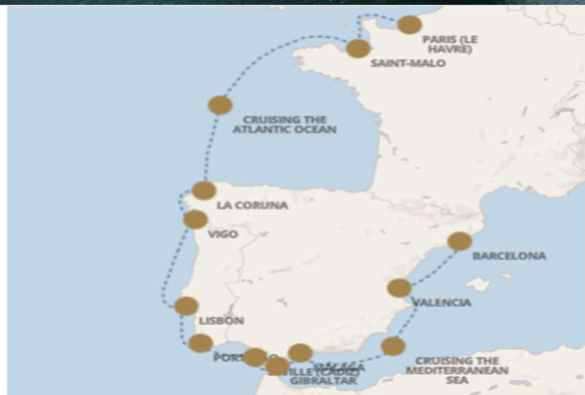 PARIS (LE
HAVRE)
SAINT-MALO
CRUISING THE
ATLANTIC OCEAN
LA CORUNA
VIGO
BARCELONA
VALENCIA
LISBON
CRUISING THE
MEDITERRANEAN
SEA
(CADIZ)
GIBRALTAR